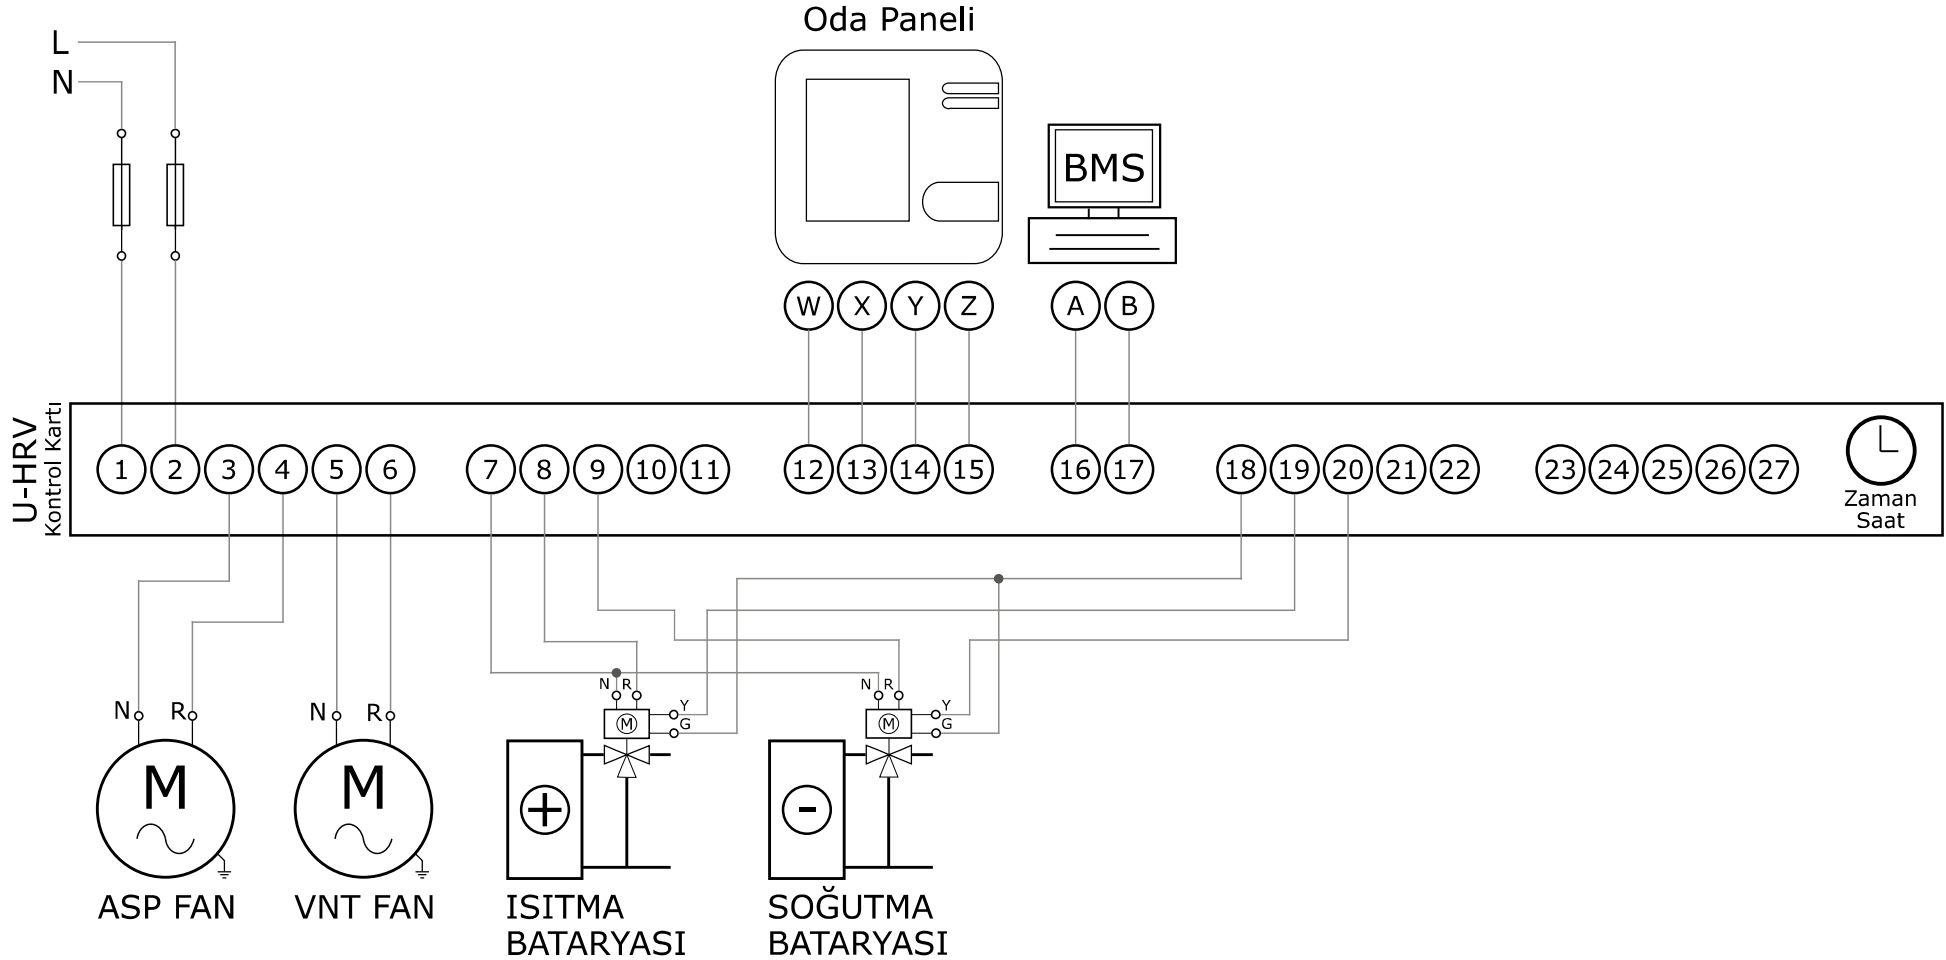 Oda Paneli
L
N
BMS
W X Y Z A B
U-HRV
Kontrol Kartı
1 2 3 4 5 6 7 8 9 10 11 12 13 14 15 16 17 18 19 20 21 22 23 24 25 26 27
Zaman
Saat
N R N R
Y
G
N R
Y
G
M
M
N R
N R
M
M
+
-
ASP FAN
VNT FAN
ISITMA
BATARYASI
SOĞUTMA
BATARYASI